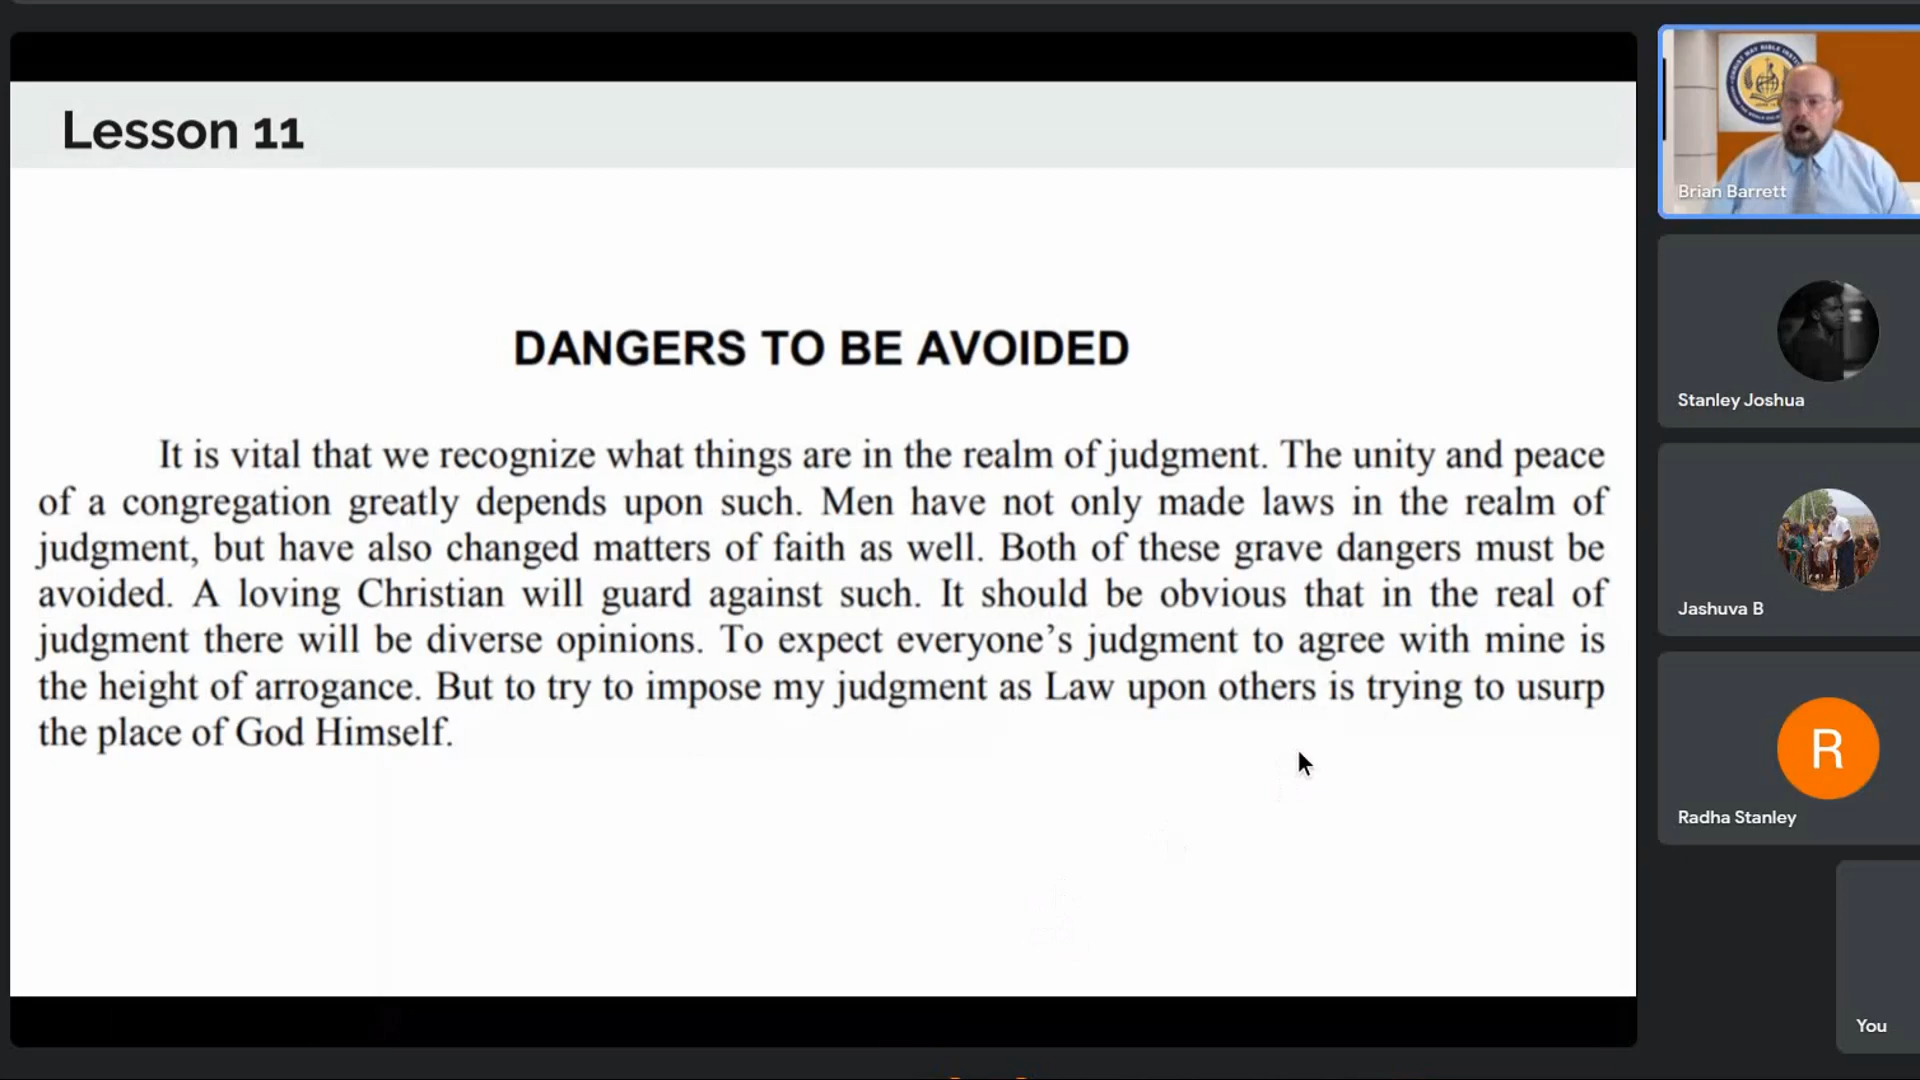 Lesson 11
DANGERS TO BE AVOIDED
It is vital that we recognize what things are in the realm of judgment. The unity and peace
of a congregation greatly depends upon such. Men have not only made laws in the realm of
judgment, but have also changed matters of faith as well. Both of these grave dangers must be
avoided. A loving Christian will guard against such. It should be obvious that in the real of
judgment there will be diverse opinions. To expect everyone’s judgment to agree with mine is
the height of arrogance. But to try to impose my judgment as Law upon others is trying to usurp
the place of God Himself.
Brian Barrett
Stanley Joshua
Jashuva B
R
Radha Stanley
You